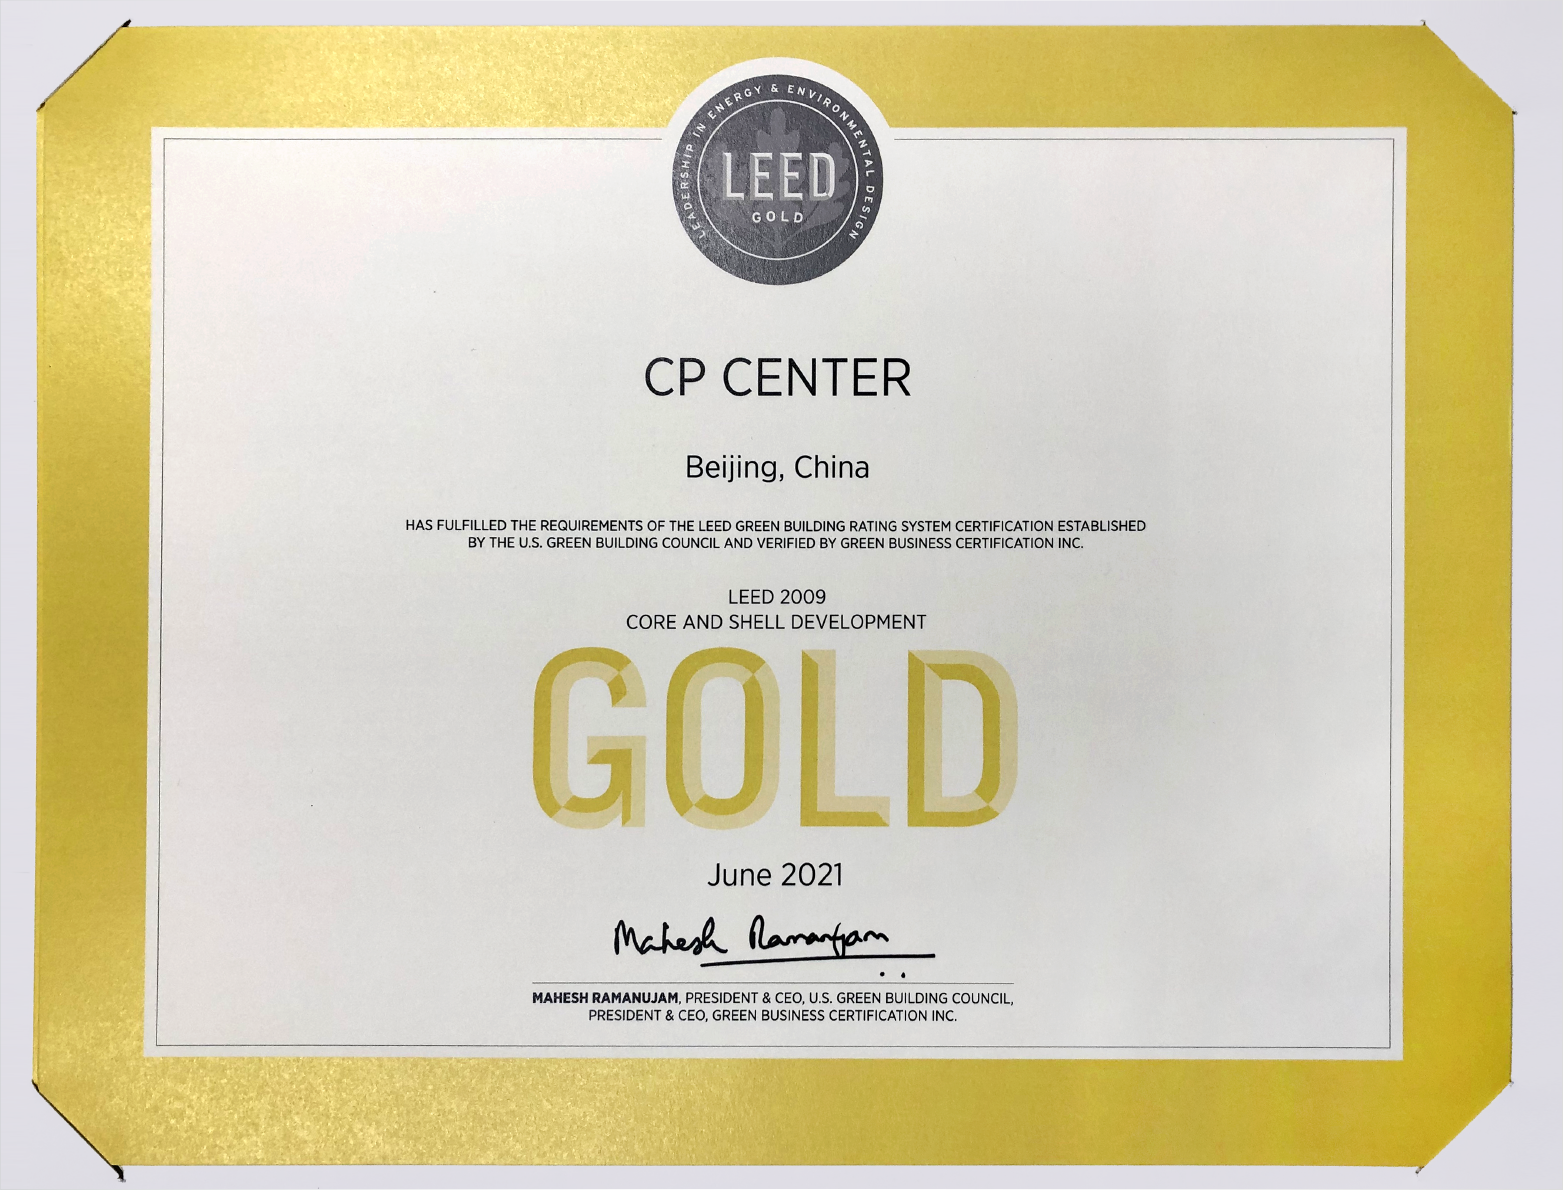 LEADERSHIP IN ENERGY & ENVIRONMENTAL DESIGN
LEED
GOLD
CP CENTER
Beijing, China
HAS FULFILLED THE REQUIREMENTS OF THE LEED GREEN BUILDING RATING SYSTEM CERTIFICATION ESTABLISHED
BY THE U.S. GREEN BUILDING COUNCIL AND VERIFIED BY GREEN BUSINESS CERTIFICATION INC.
LEED 2009
CORE AND SHELL DEVELOPMENT
GOLD
June 2021
Mahesh Ramanujam
MAHESH RAMANUJAM, PRESIDENT & CEO, U.S. GREEN BUILDING COUNCIL,
PRESIDENT & CEO, GREEN BUSINESS CERTIFICATION INC.